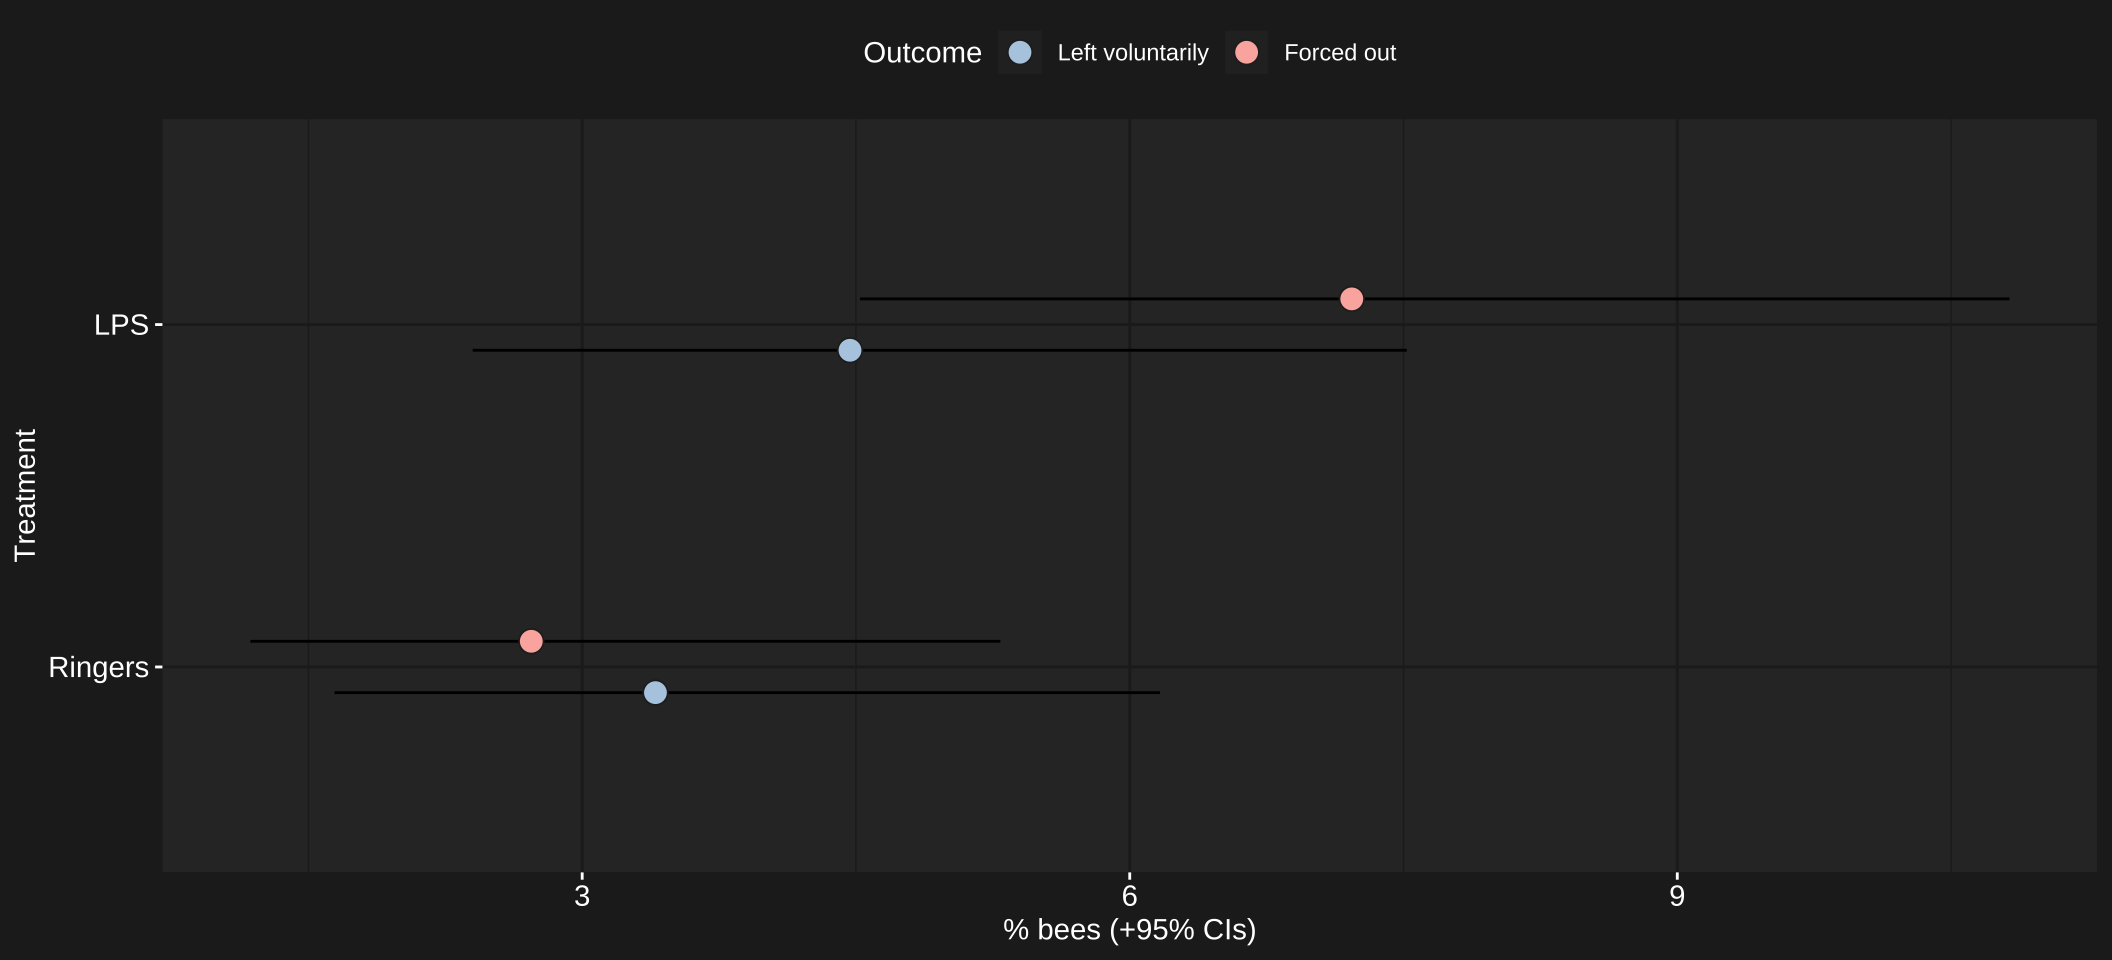 Outcome Left voluntarily Forced out
LPS
Treatment
Ringers
3 6 9
% bees (+95% CIs)